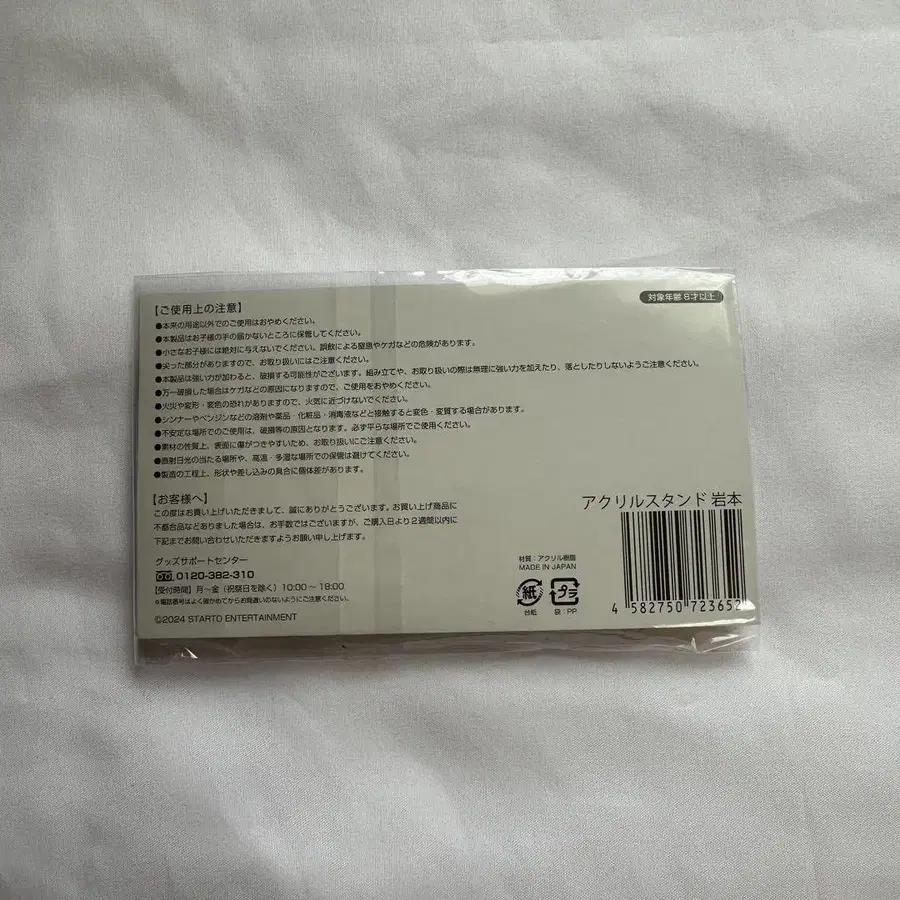 対象年齢8才以上
【ご使用上の注意】
●本来の用途以外でのご使用はおやめください。
●本製品はお子様の手の届かないところに保管してください。
●小さなお子様には絶対に与えないでください。誤飲による窒息やケガなどの危険があります。
●尖った部分がありますので、お取り扱いにはご注意ください。
●本製品は強い力が加わると、破損する可能性がございます。組み立てや、お取り扱いの際は無理に強い力を加えたり、落としたりしないようご注意ください。
●万一破損した場合はケガなどの原因になりますので、ご使用をおやめください。
●火災や変形・変色の恐れがありますので、火気に近づけないでください。
●シンナーやベンジンなどの溶剤や薬品・化粧品・消毒液などと接触すると変色・変質する場合があります。
●不安定な場所でのご使用は、破損等の原因となります。必ず平らな場所でご使用ください。
●素材の性質上、表面に傷がつきやすいため、お取り扱いにご注意ください。
●直射日光の当たる場所や、高温・多湿な場所での保管は避けてください。
●製造の工程上、形状や差し込みの具合に個体差があります。
【お客様へ】
この度はお買い上げいただきまして、誠にありがとうございます。お買い上げ商品に
不都合品などありました場合は、お手数ではございますが、ご購入日より2週間以内に
下記までお問い合わせいただきますようお願い申し上げます。
グッズサポートセンター
0120-382-310
【受付時間】月～金（祝祭日を除く）10:00～18:00
※電話番号はよく確かめてからお間違いのないようにご注意ください。
©2024 STARTO ENTERTAINMENT
材質：アクリル樹脂
MADE IN JAPAN
紙
台紙
プラ
袋：PP
アクリルスタンド 岩本
4 582750 723652